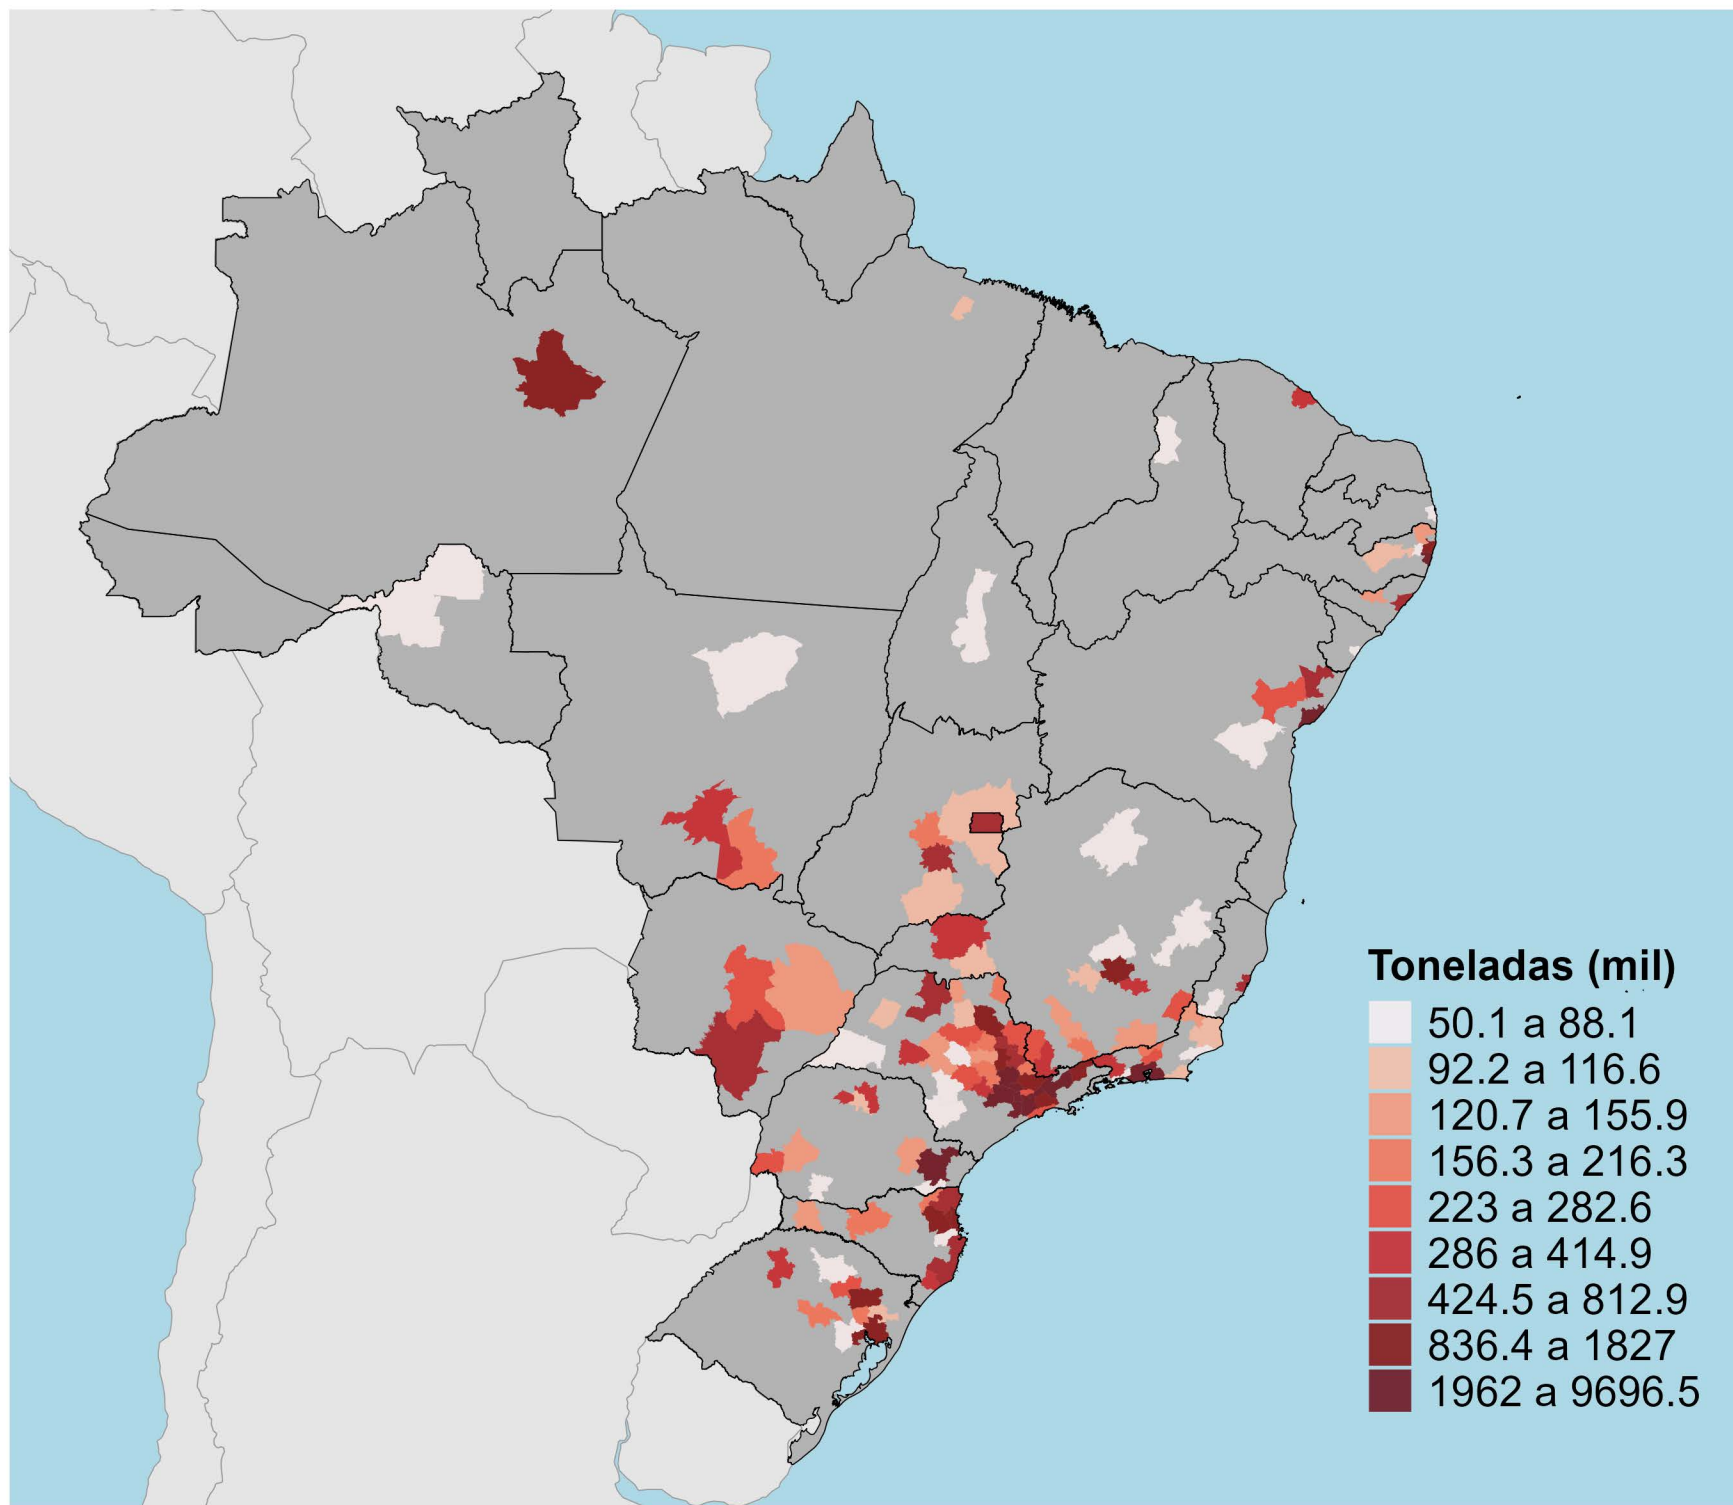 Toneladas (mil)
50.1 a 88.1
92.2 a 116.6
120.7 a 155.9
156.3 a 216.3
223 a 282.6
286 a 414.9
424.5 a 812.9
836.4 a 1827
1962 a 9696.5